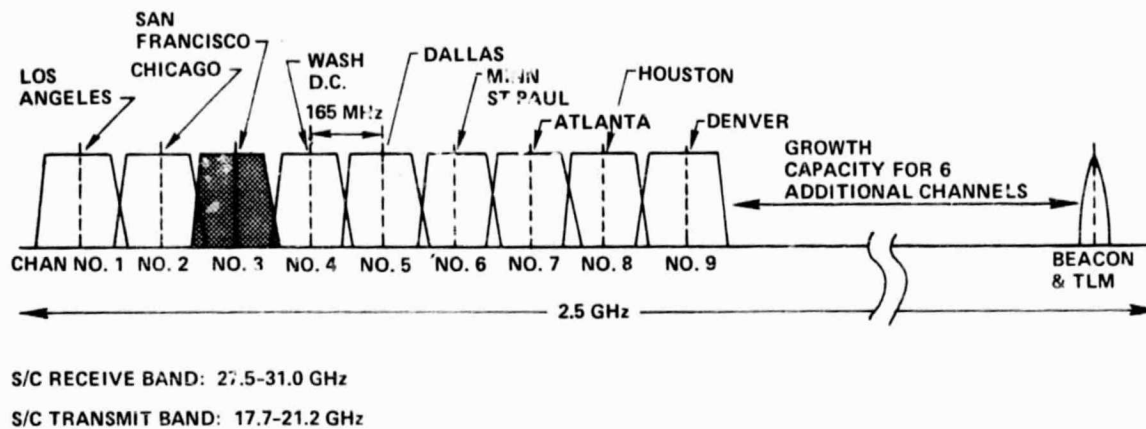 SAN
FRANCISCO
CHICAGO
LOS
ANGELES
WASH
D.C.
165 MHz
DALLAS
ST PAUL
HOUSTON
ATLANTA
DENVER
GROWTH
CAPACITY FOR 6
ADDITIONAL CHANNELS
CHAN NO. 1 NO. 2 NO. 3 NO. 4 NO. 5 NO. 6 NO. 7 NO. 8 NO. 9
BEACON
& TLM
2.5 GHz
S/C RECEIVE BAND: 27.5-31.0 GHz
S/C TRANSMIT BAND: 17.7-21.2 GHz